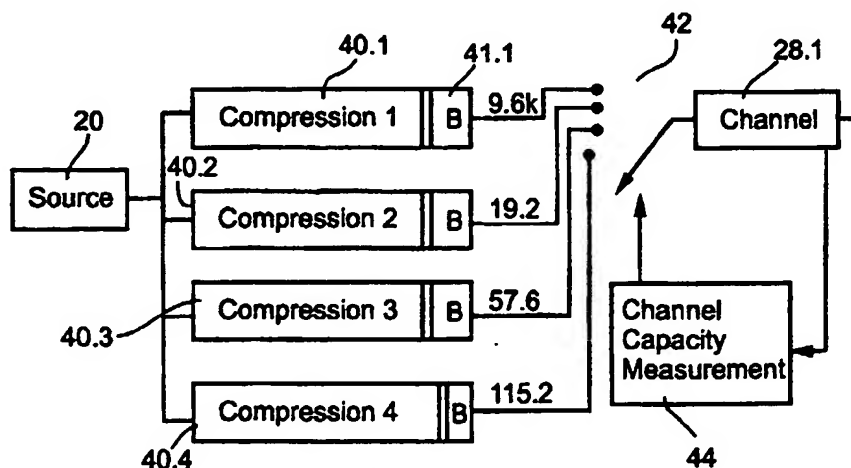 40.1
41.1
42
28.1
Compression 1
B
9.6k
Channel
20
40.2
Source
Compression 2
B
19.2
Compression 3
B
57.6
40.3
Channel
Capacity
Measurement
Compression 4
B
115.2
40.4
44